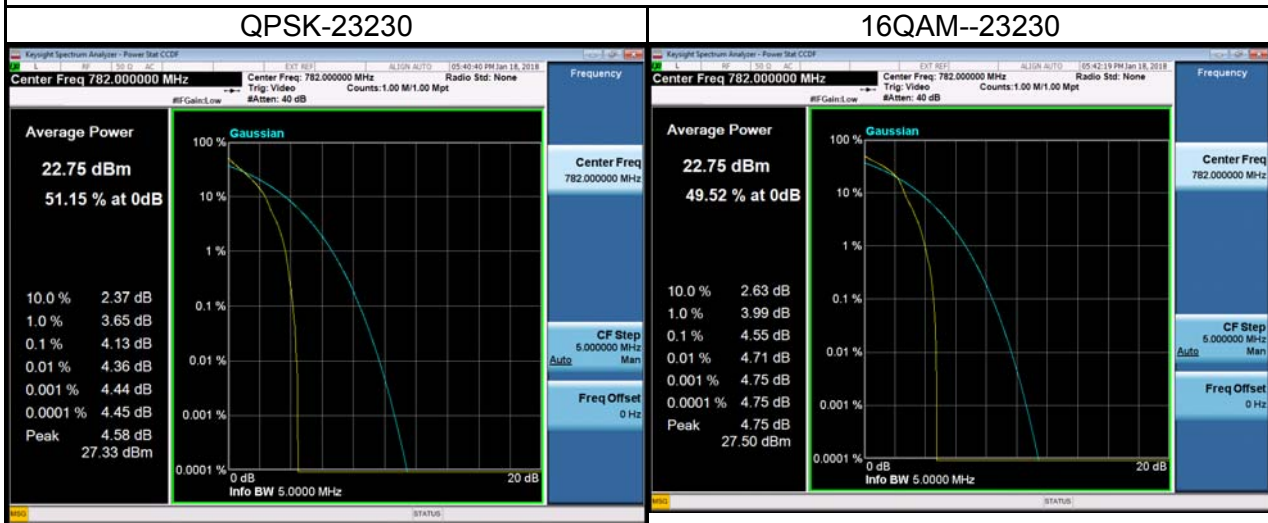 QPSK-23230
Keysight Spectrum Analyzer - Power Stat CCDF
L RF 50 Ω AC EXT REF ALIGN AUTO 05:40:40 PM Jan 18, 2018
Center Freq 782.000000 MHz
Center Freq: 782.000000 MHz
Radio Std: None
Trig: Video
Counts:1.00 M/1.00 Mpt
#IFGain:Low
#Atten: 40 dB
Frequency
Average Power
22.75 dBm
51.15 % at 0dB
10.0 % 2.37 dB
1.0 % 3.65 dB
0.1 % 4.13 dB
0.01 % 4.36 dB
0.001 % 4.44 dB
0.0001 % 4.45 dB
Peak 4.58 dB
27.33 dBm
Gaussian
100 %
10 %
1 %
0.1 %
0.01 %
0.001 %
0.0001 %
0 dB
20 dB
Info BW 5.0000 MHz
Center Freq
782.000000 MHz
CF Step
5.000000 MHz
Auto Man
Freq Offset
0 Hz
MSG
STATUS
16QAM--23230
Keysight Spectrum Analyzer - Power Stat CCDF
L RF 50 Ω AC EXT REF ALIGN AUTO 05:42:19 PM Jan 18, 2018
Center Freq 782.000000 MHz
Center Freq: 782.000000 MHz
Radio Std: None
Trig: Video
Counts:1.00 M/1.00 Mpt
#IFGain:Low
#Atten: 40 dB
Frequency
Average Power
22.75 dBm
49.52 % at 0dB
10.0 % 2.63 dB
1.0 % 3.99 dB
0.1 % 4.55 dB
0.01 % 4.71 dB
0.001 % 4.75 dB
0.0001 % 4.75 dB
Peak 4.75 dB
27.50 dBm
Gaussian
100 %
10 %
1 %
0.1 %
0.01 %
0.001 %
0.0001 %
0 dB
20 dB
Info BW 5.0000 MHz
Center Freq
782.000000 MHz
CF Step
5.000000 MHz
Auto Man
Freq Offset
0 Hz
MSG
STATUS